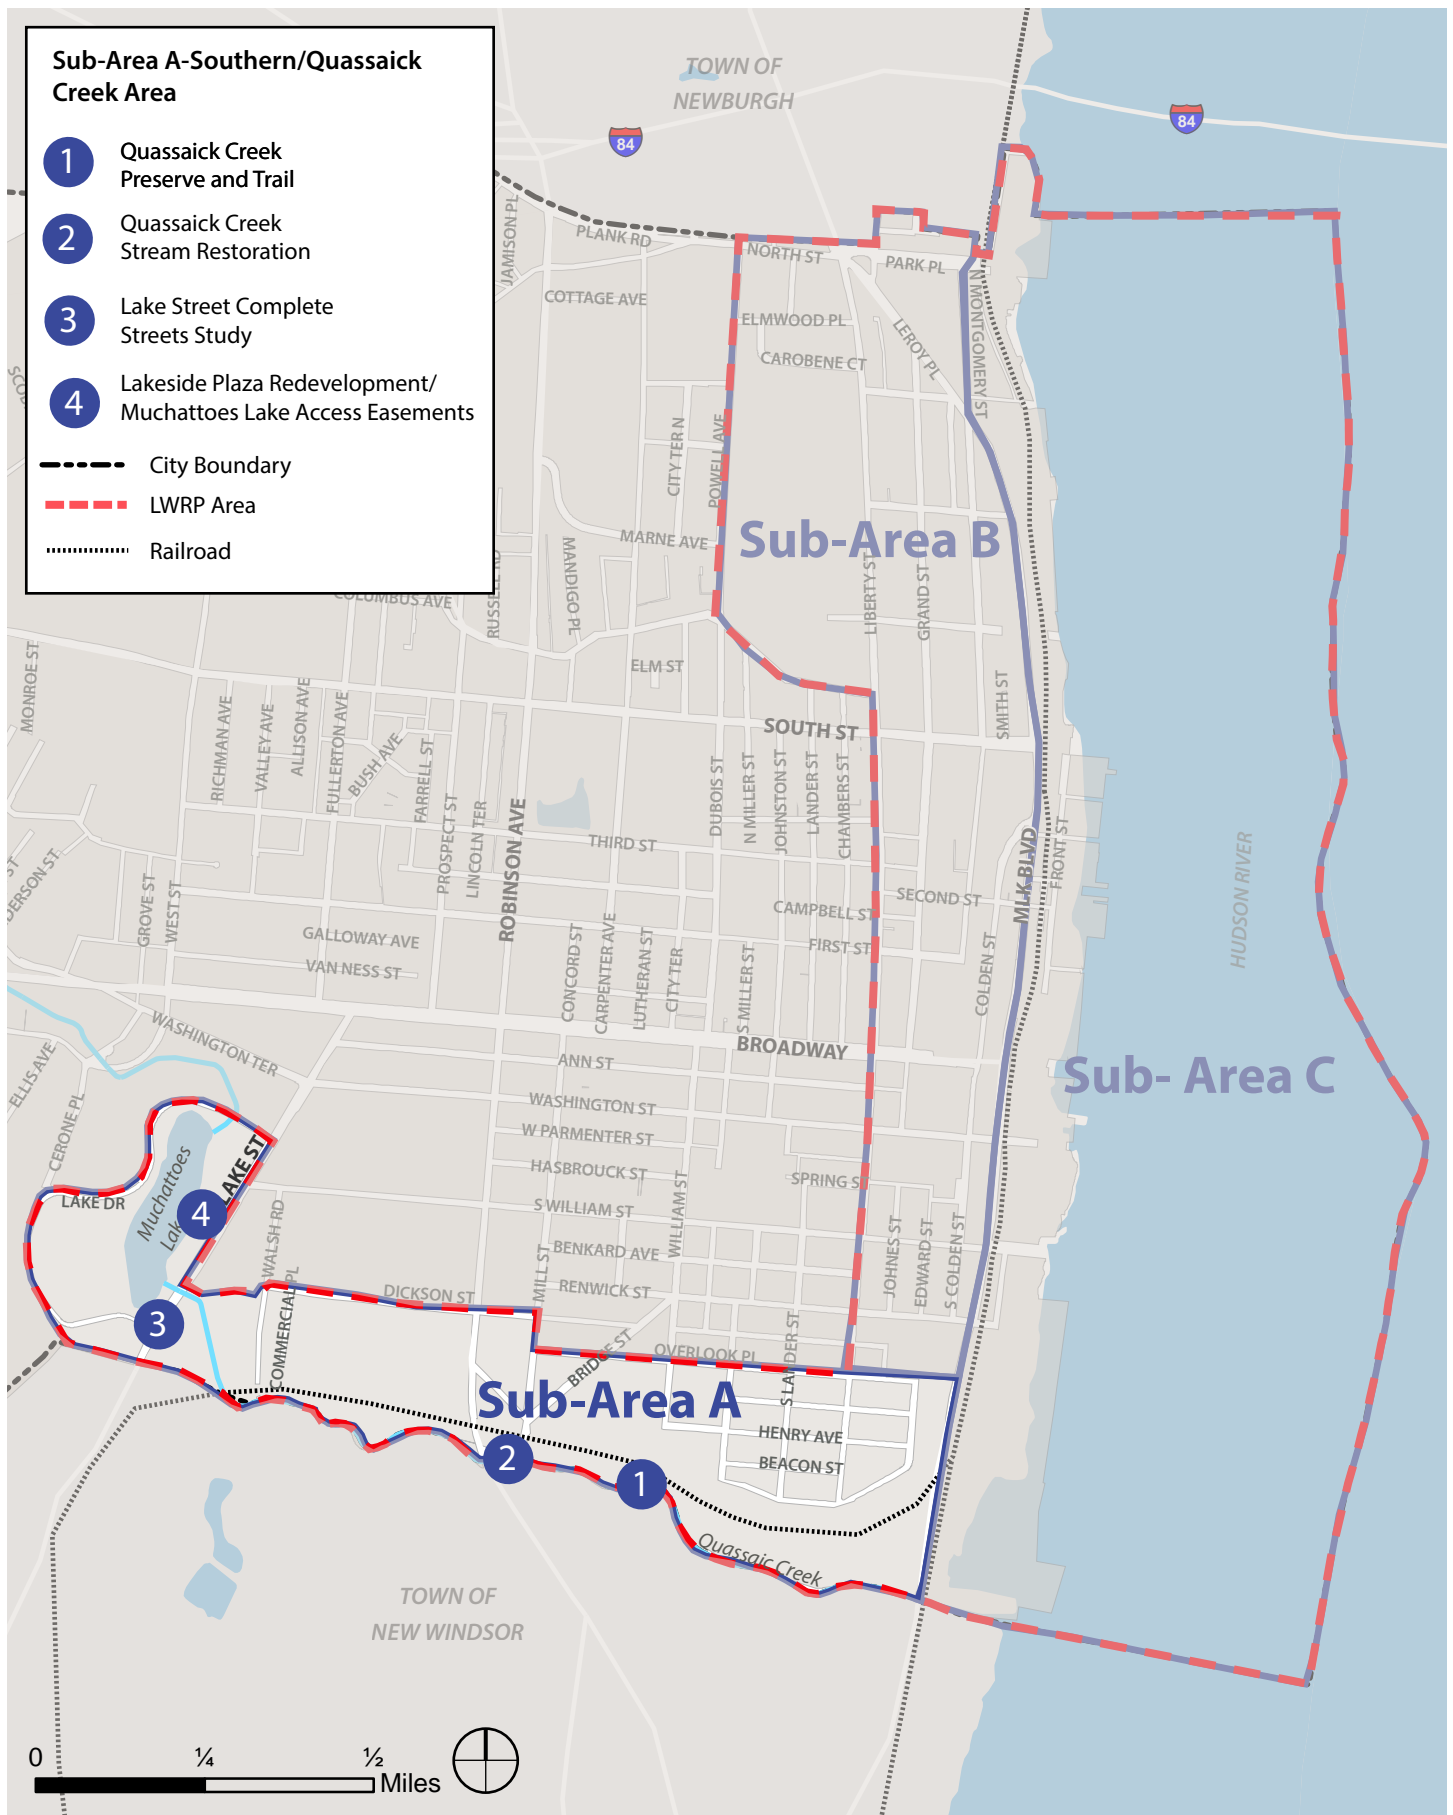 Sub-Area A-Southern/Quassaick
Creek Area
1
Quassaick Creek
Preserve and Trail
2
Quassaick Creek
Stream Restoration
3
Lake Street Complete
Streets Study
4
Lakeside Plaza Redevelopment/
Muchattoes Lake Access Easements
City Boundary
LWRP Area
Railroad
TOWN OF
NEWBURGH
84
84
JAMISON PL
PLANK RD
NORTH ST
PARK PL
COTTAGE AVE
N MONTGOMERY ST
ELMWOOD PL
LEROY PL
CAROBENE CT
CITY TER N
POWELL AVE
MARNE AVE
Sub-Area B
MANDIGO PL
LIBERTY ST
GRAND ST
COLUMBUS AVE
RUSSELL RD
ELM ST
MONROE ST
SMITH ST
RICHMAN AVE
VALLEY AVE
ALLISON AVE
FULLERTON AVE
BUSH AVE
FARRELL ST
SOUTH ST
DUBOIS ST
N MILLER ST
JOHNSTON ST
LANDER ST
CHAMBERS ST
PROSPECT ST
LINCOLN TER
ROBINSON AVE
THIRD ST
MLK BLVD
FRONT ST
HUDSON RIVER
GROVE ST
WEST ST
SECOND ST
CAMPBELL ST
FIRST ST
GALLOWAY AVE
VAN NESS ST
CONCORD ST
CARPENTER AVE
LUTHERAN ST
CITY TER
S MILLER ST
COLDEN ST
WASHINGTON TER
BROADWAY
ANN ST
Sub- Area C
ELLIS AVE
CERONE PL
WASHINGTON ST
W PARMENTER ST
HASBROUCK ST
SPRING S
LAKE ST
Muchattoes
Lak
LAKE DR
4
WALSH RD
S WILLIAM ST
WILLIAM ST
BENKARD AVE
RENWICK ST
JOHNES ST
EDWARD ST
S COLDEN ST
MILL ST
DICKSON ST
COMMERCIAL PL
3
BRIDGE ST
OVERLOOK PL
S LANDER ST
Sub-Area A
HENRY AVE
BEACON ST
2
1
Quassaic Creek
TOWN OF
NEW WINDSOR
0
¼
½
Miles